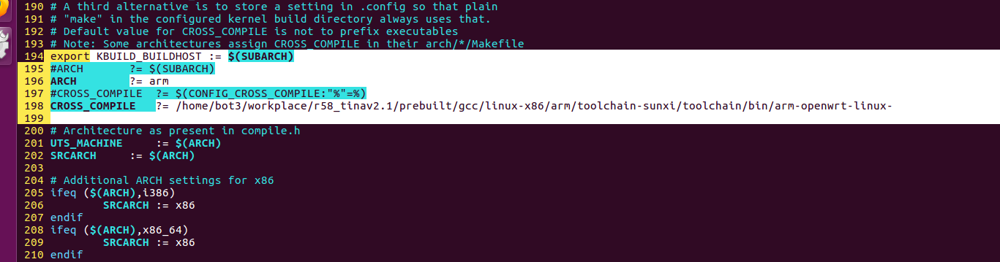 190 # A third alternative is to store a setting in .config so that plain
191 # "make" in the configured kernel build directory always uses that.
192 # Default value for CROSS_COMPILE is not to prefix executables
193 # Note: Some architectures assign CROSS_COMPILE in their arch/*/Makefile
194 export KBUILD_BUILDHOST := $(SUBARCH)
195 #ARCH ?= $(SUBARCH)
196 ARCH ?= arm
197 #CROSS_COMPILE ?= $(CONFIG_CROSS_COMPILE:"%"=%)
198 CROSS_COMPILE ?= /home/bot3/workplace/r58_tinav2.1/prebuilt/gcc/linux-x86/arm/toolchain-sunxi/toolchain/bin/arm-openwrt-linux-
199
200 # Architecture as present in compile.h
201 UTS_MACHINE := $(ARCH)
202 SRCARCH := $(ARCH)
203
204 # Additional ARCH settings for x86
205 ifeq ($(ARCH),i386)
206 SRCARCH := x86
207 endif
208 ifeq ($(ARCH),x86_64)
209 SRCARCH := x86
210 endif